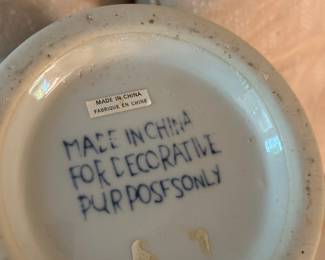 MADE IN CHINA
FABRIQUE EN CHINE
MADE IN CHINA
FOR DECORATIVE
PURPOSES ONLY